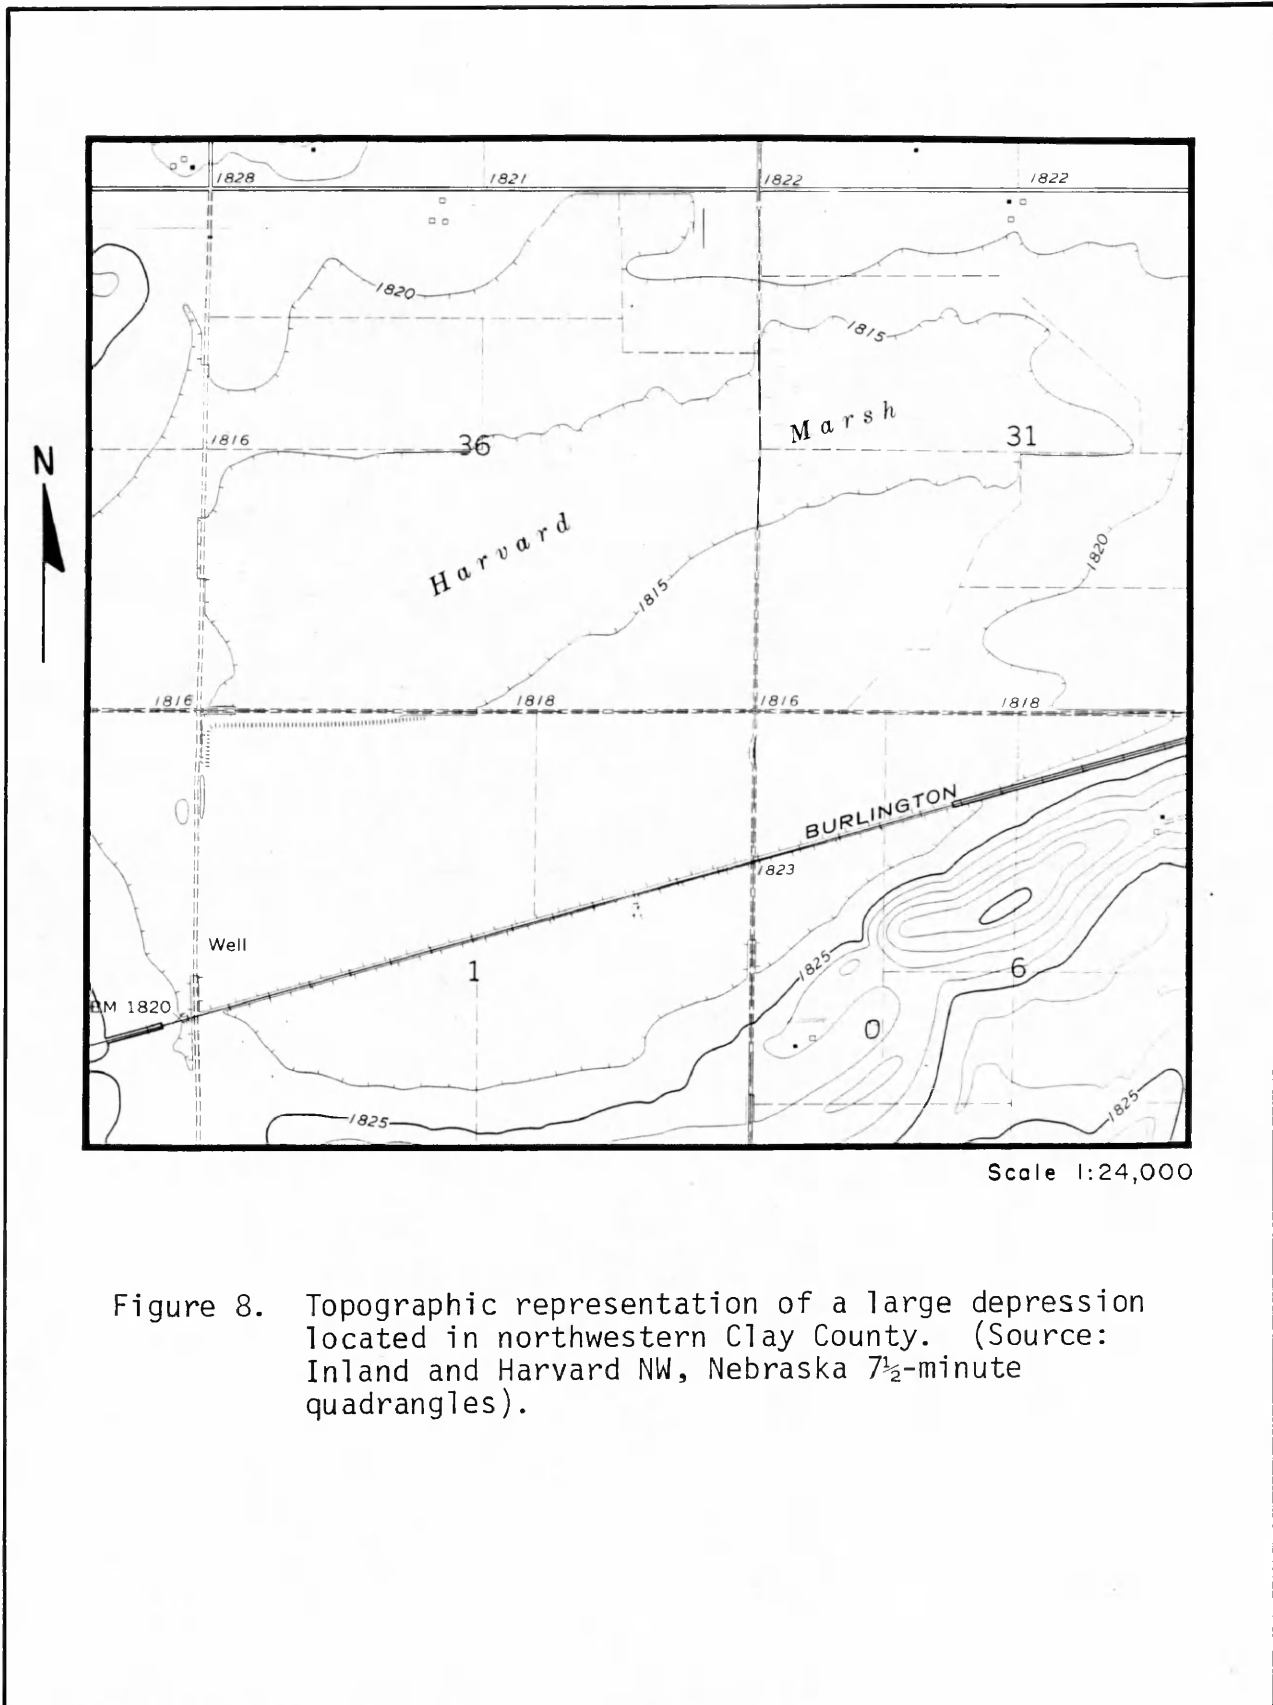 1828
1821
1822
1822
1820
1815
1816
36
Marsh
31
N
Harvard
1815
1820
1816
1818
1816
1818
BURLINGTON
1823
Well
1
1825
6
BM 1820
0
1825
1825
Scale 1:24,000
Figure 8. Topographic representation of a large depression
located in northwestern Clay County. (Source:
Inland and Harvard NW, Nebraska 7½-minute
quadrangles).